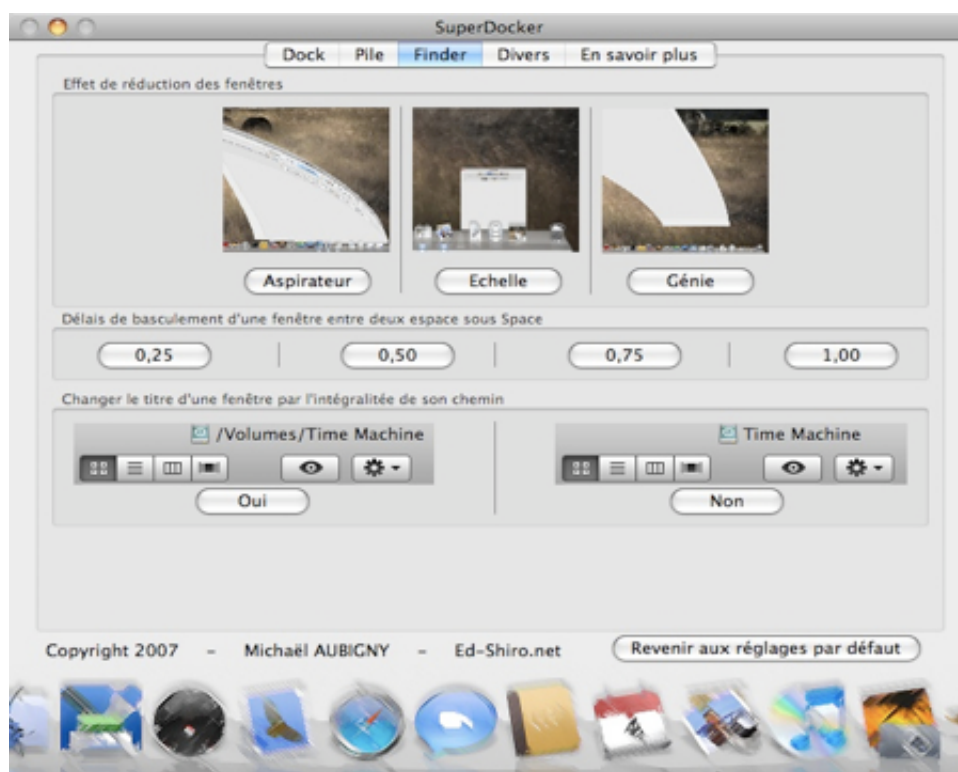 SuperDocker
Dock Pile Finder Divers En savoir plus
Effet de réduction des fenêtres
Aspirateur Echelle Génie
Délais de basculement d'une fenêtre entre deux espace sous Space
0,25 0,50 0,75 1,00
Changer le titre d'une fenêtre par l'intégralitée de son chemin
/Volumes/Time Machine Time Machine
Oui Non
Copyright 2007 – Michaël AUBIGNY – Ed-Shiro.net Revenir aux réglages par défaut